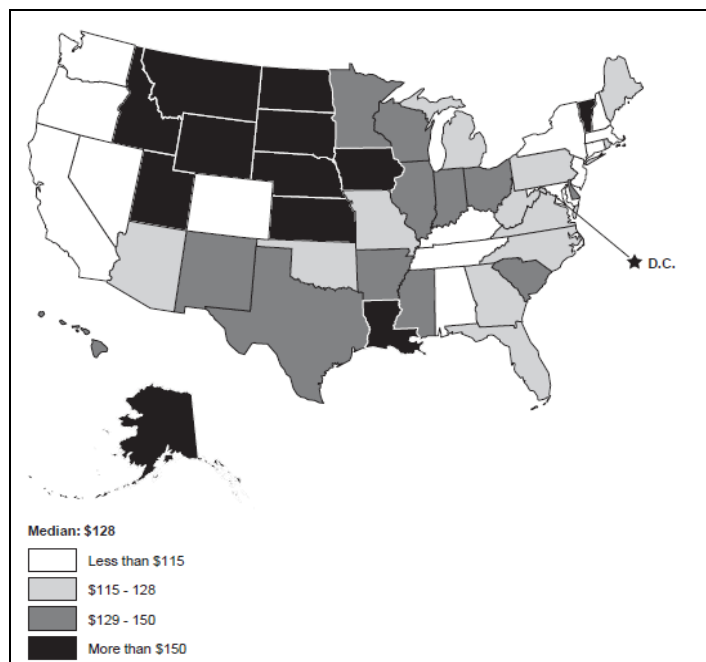 D.C.
Median: $128
Less than $115
$115 - 128
$129 - 150
More than $150